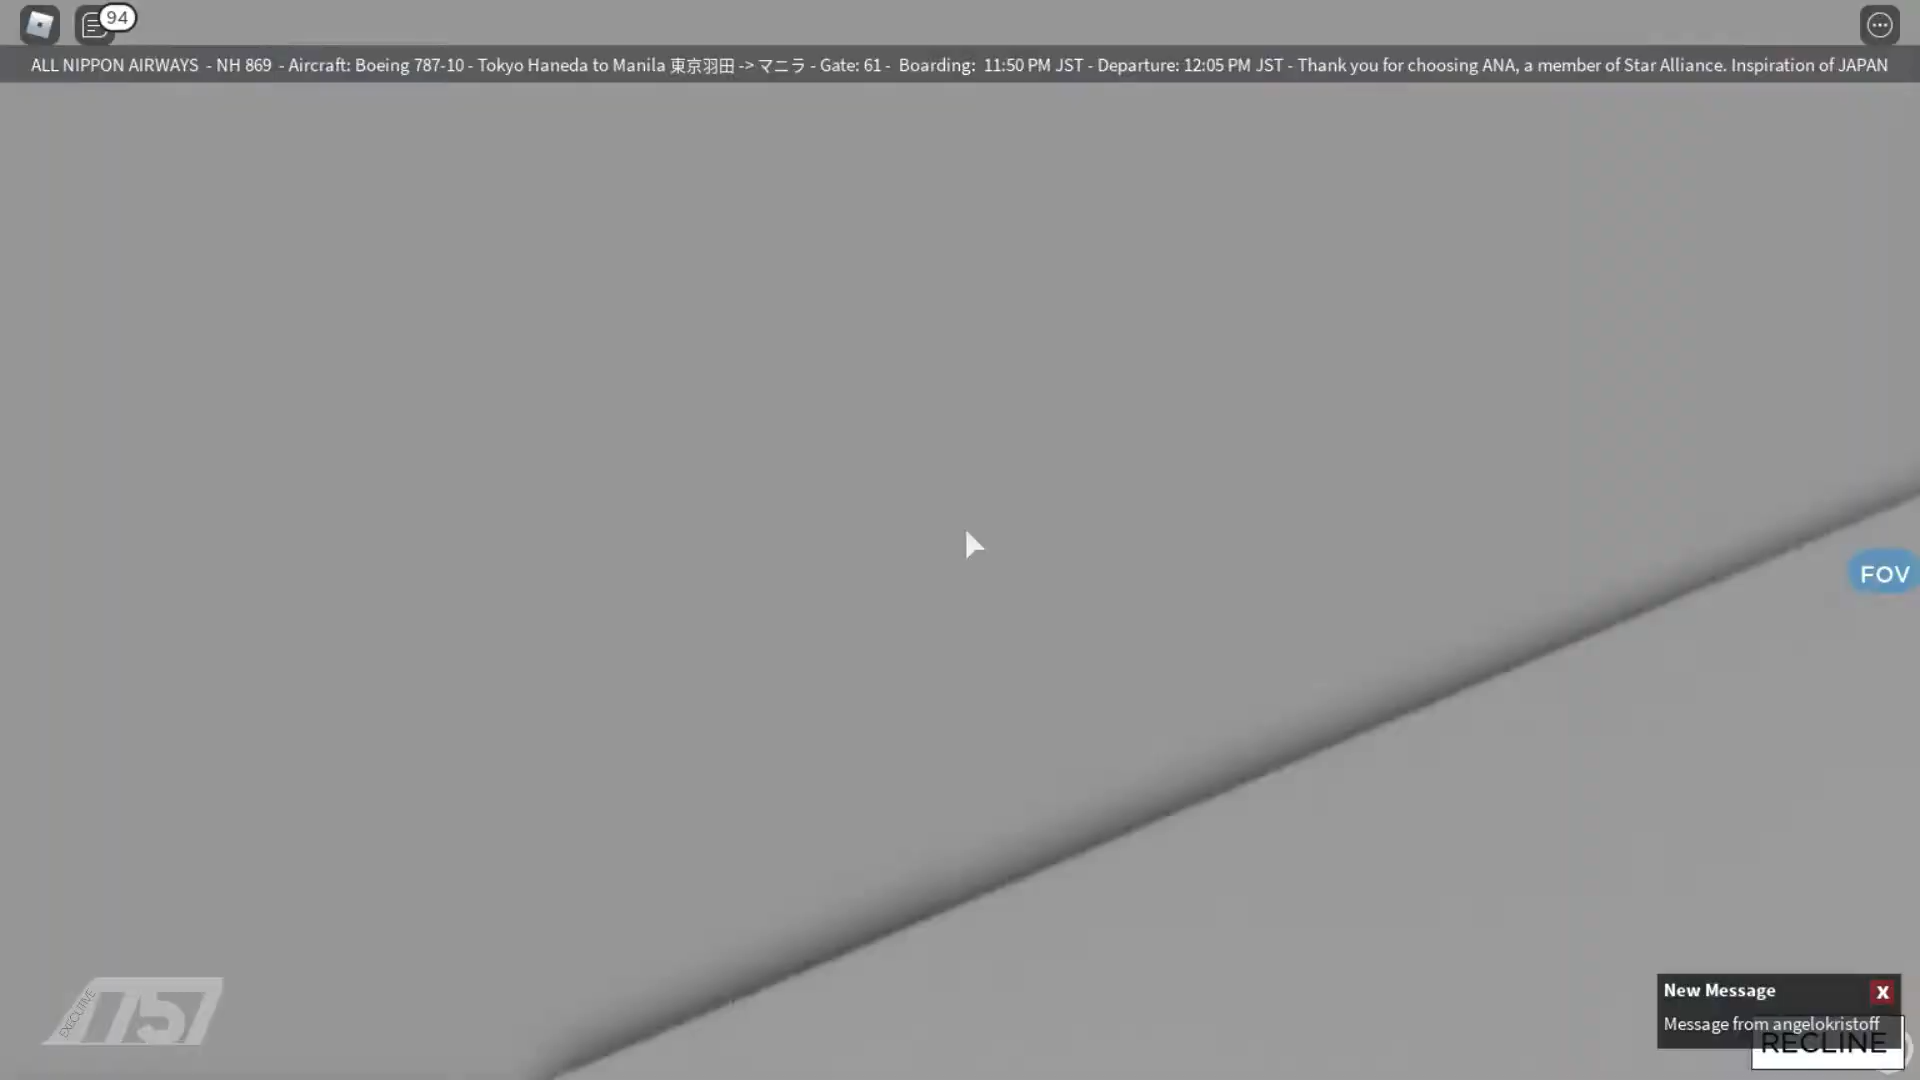 94
ALL NIPPON AIRWAYS - NH 869 - Aircraft: Boeing 787-10 - Tokyo Haneda to Manila 東京羽田 -> マニラ - Gate: 61 - Boarding: 11:50 PM JST - Departure: 12:05 PM JST - Thank you for choosing ANA, a member of Star Alliance. Inspiration of JAPAN
FOV
EXECUTIVE 757
New Message X
Message from angelokristoff
RECLINE